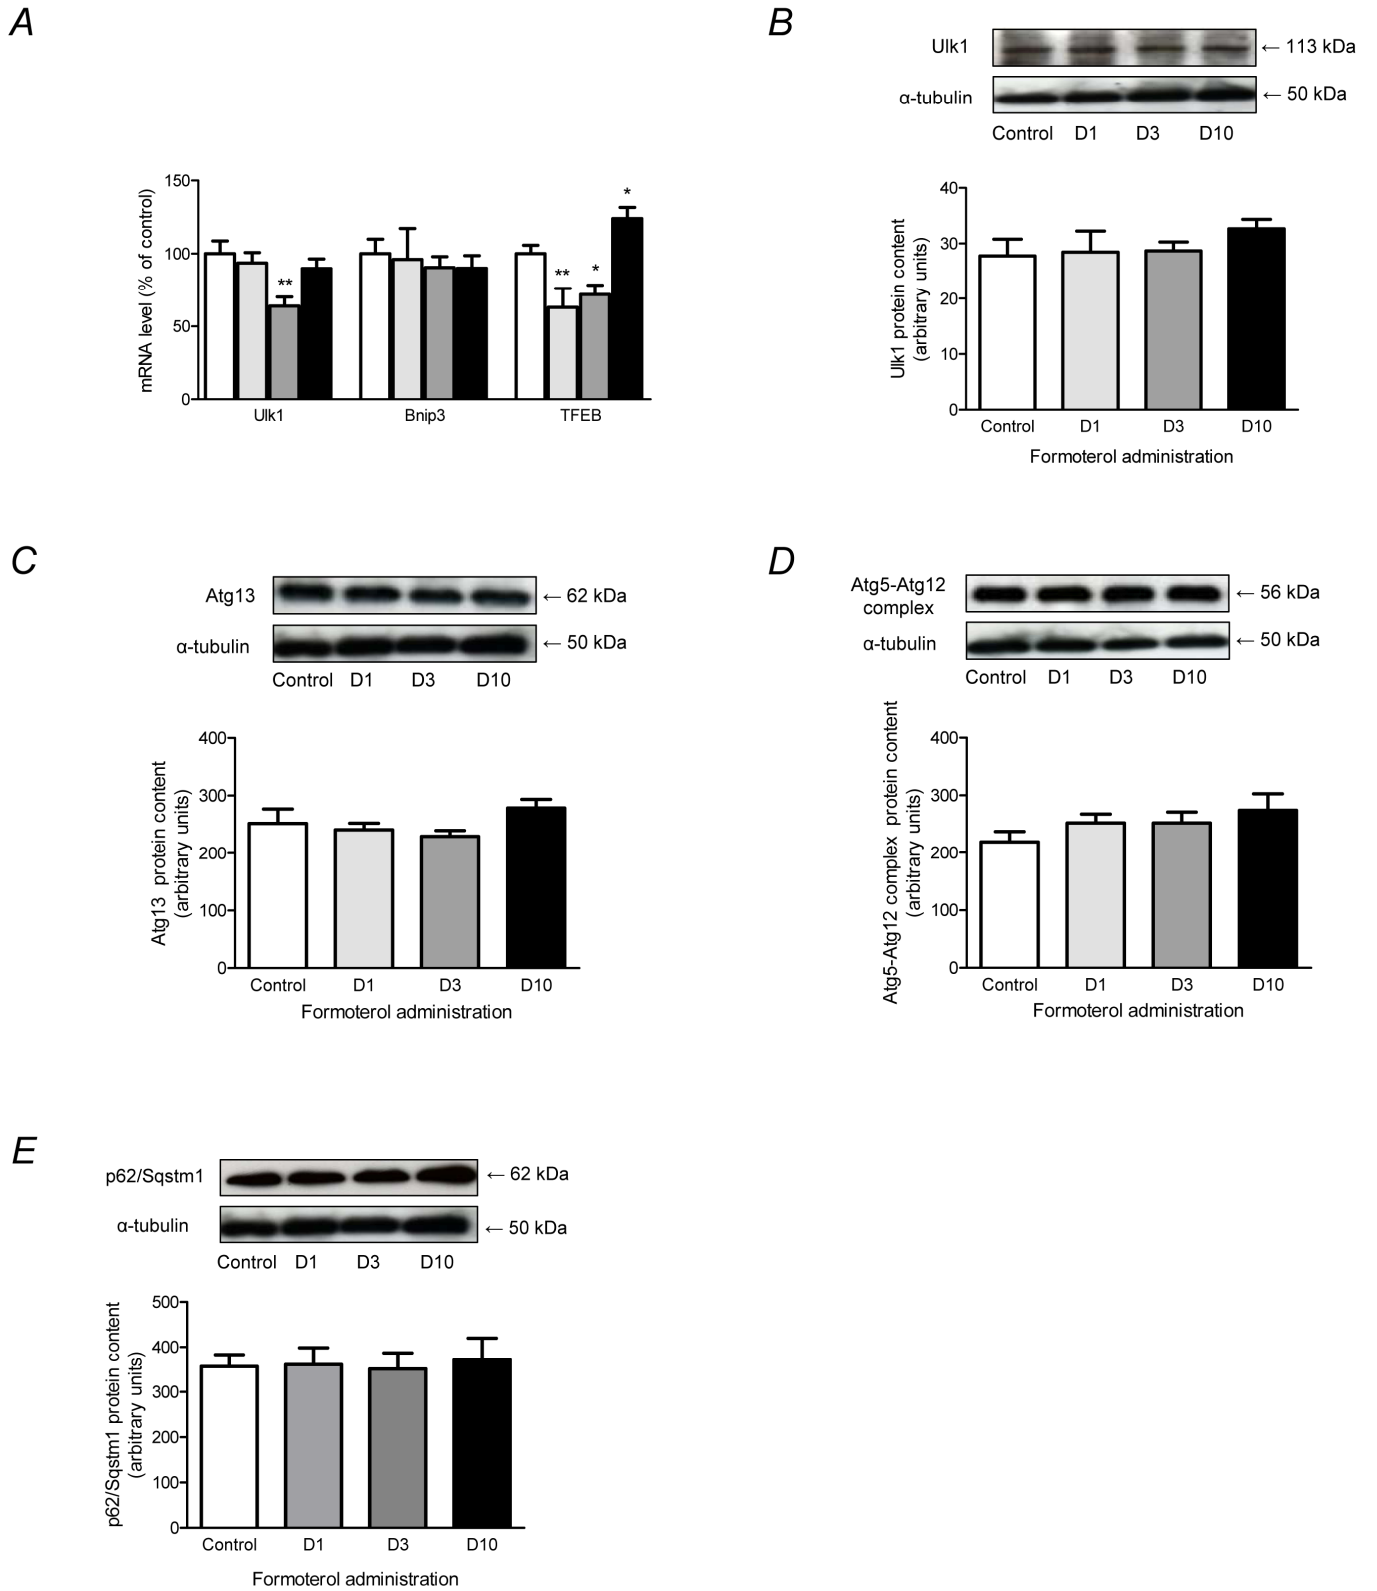 A
mRNA level (% of control)
150
100
50
0
**
**
*
*
Ulk1 Bnip3 TFEB
B
Ulk1 ← 113 kDa
α-tubulin ← 50 kDa
Control D1 D3 D10
Ulk1 protein content
(arbitrary units)
40
30
20
10
0
Control D1 D3 D10
Formoterol administration
C
Atg13 ← 62 kDa
α-tubulin ← 50 kDa
Control D1 D3 D10
Atg13 protein content
(arbitrary units)
400
300
200
100
0
Control D1 D3 D10
Formoterol administration
D
Atg5-Atg12
complex
← 56 kDa
α-tubulin ← 50 kDa
Control D1 D3 D10
Atg5-Atg12 complex protein content
(arbitrary units)
400
300
200
100
0
Control D1 D3 D10
Formoterol administration
E
p62/Sqstm1 ← 62 kDa
α-tubulin ← 50 kDa
Control D1 D3 D10
p62/Sqstm1 protein content
(arbitrary units)
500
400
300
200
100
0
Control D1 D3 D10
Formoterol administration